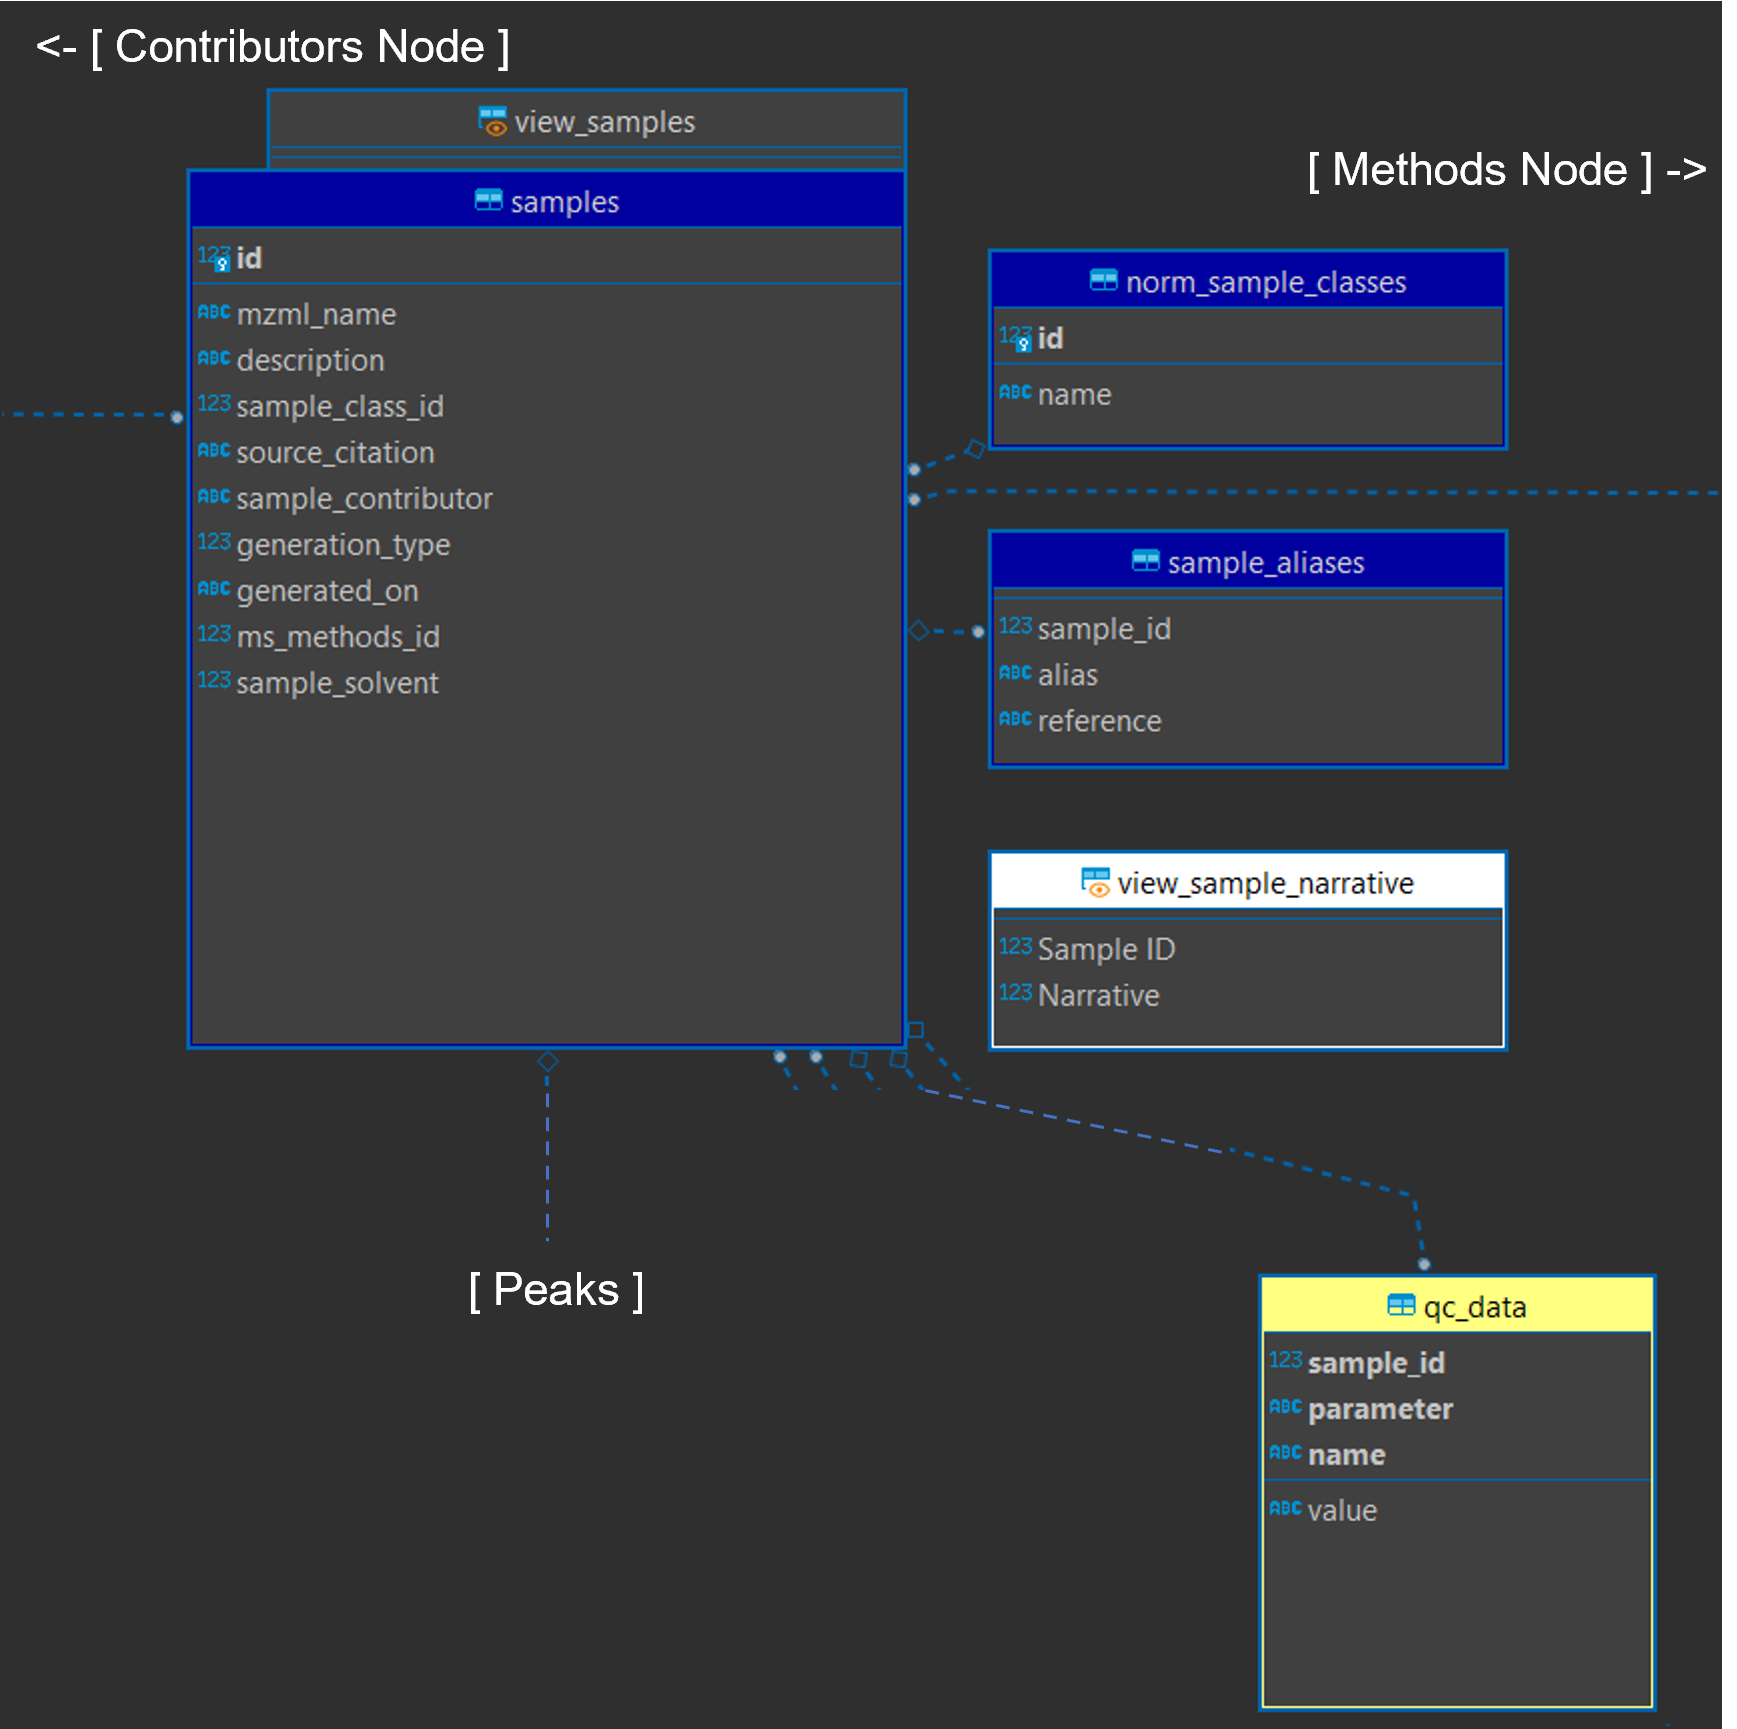 <- [ Contributors Node ]
view_samples
[ Methods Node ] ->
samples
123 id
ABC mzml_name
ABC description
123 sample_class_id
ABC source_citation
ABC sample_contributor
123 generation_type
ABC generated_on
123 ms_methods_id
123 sample_solvent
norm_sample_classes
123 id
ABC name
sample_aliases
123 sample_id
ABC alias
ABC reference
view_sample_narrative
123 Sample ID
123 Narrative
[ Peaks ]
qc_data
123 sample_id
ABC parameter
ABC name
ABC value